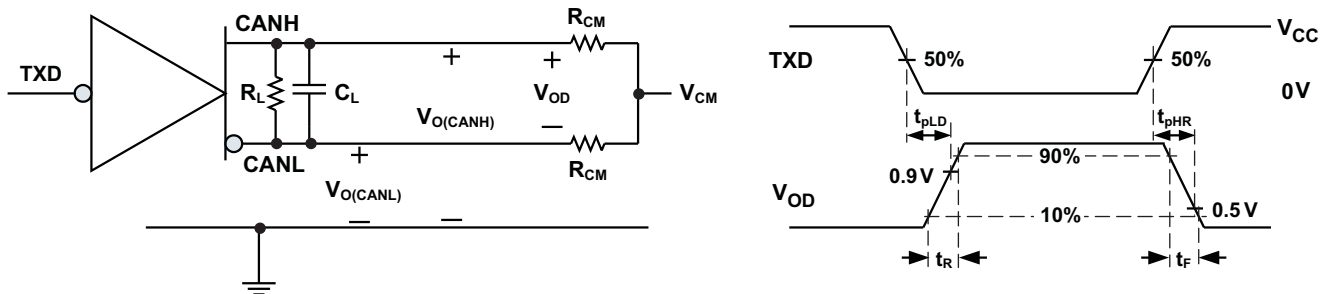 CANH
R_CM
TXD
R_L
C_L
V_OD
V_CM
V_O(CANH)
CANL
R_CM
V_O(CANL)
V_CC
TXD
50%
50%
0 V
t_pLD
t_pHR
90%
0.9 V
V_OD
10%
0.5 V
t_R
t_F